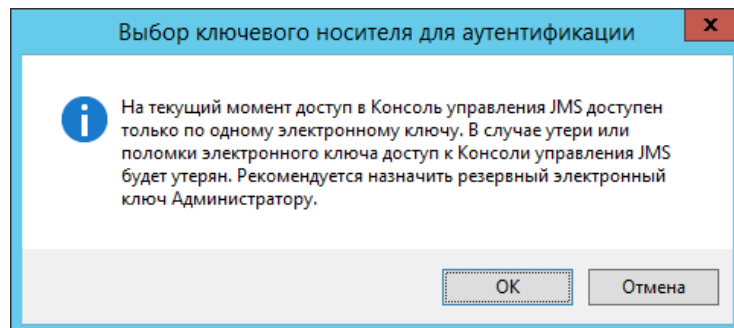 Выбор ключевого носителя для аутентификации
x
На текущий момент доступ в Консоль управления JMS доступен
только по одному электронному ключу. В случае утери или
поломки электронного ключа доступ к Консоли управления JMS
будет утерян. Рекомендуется назначить резервный электронный
ключ Администратору.
OK
Отмена